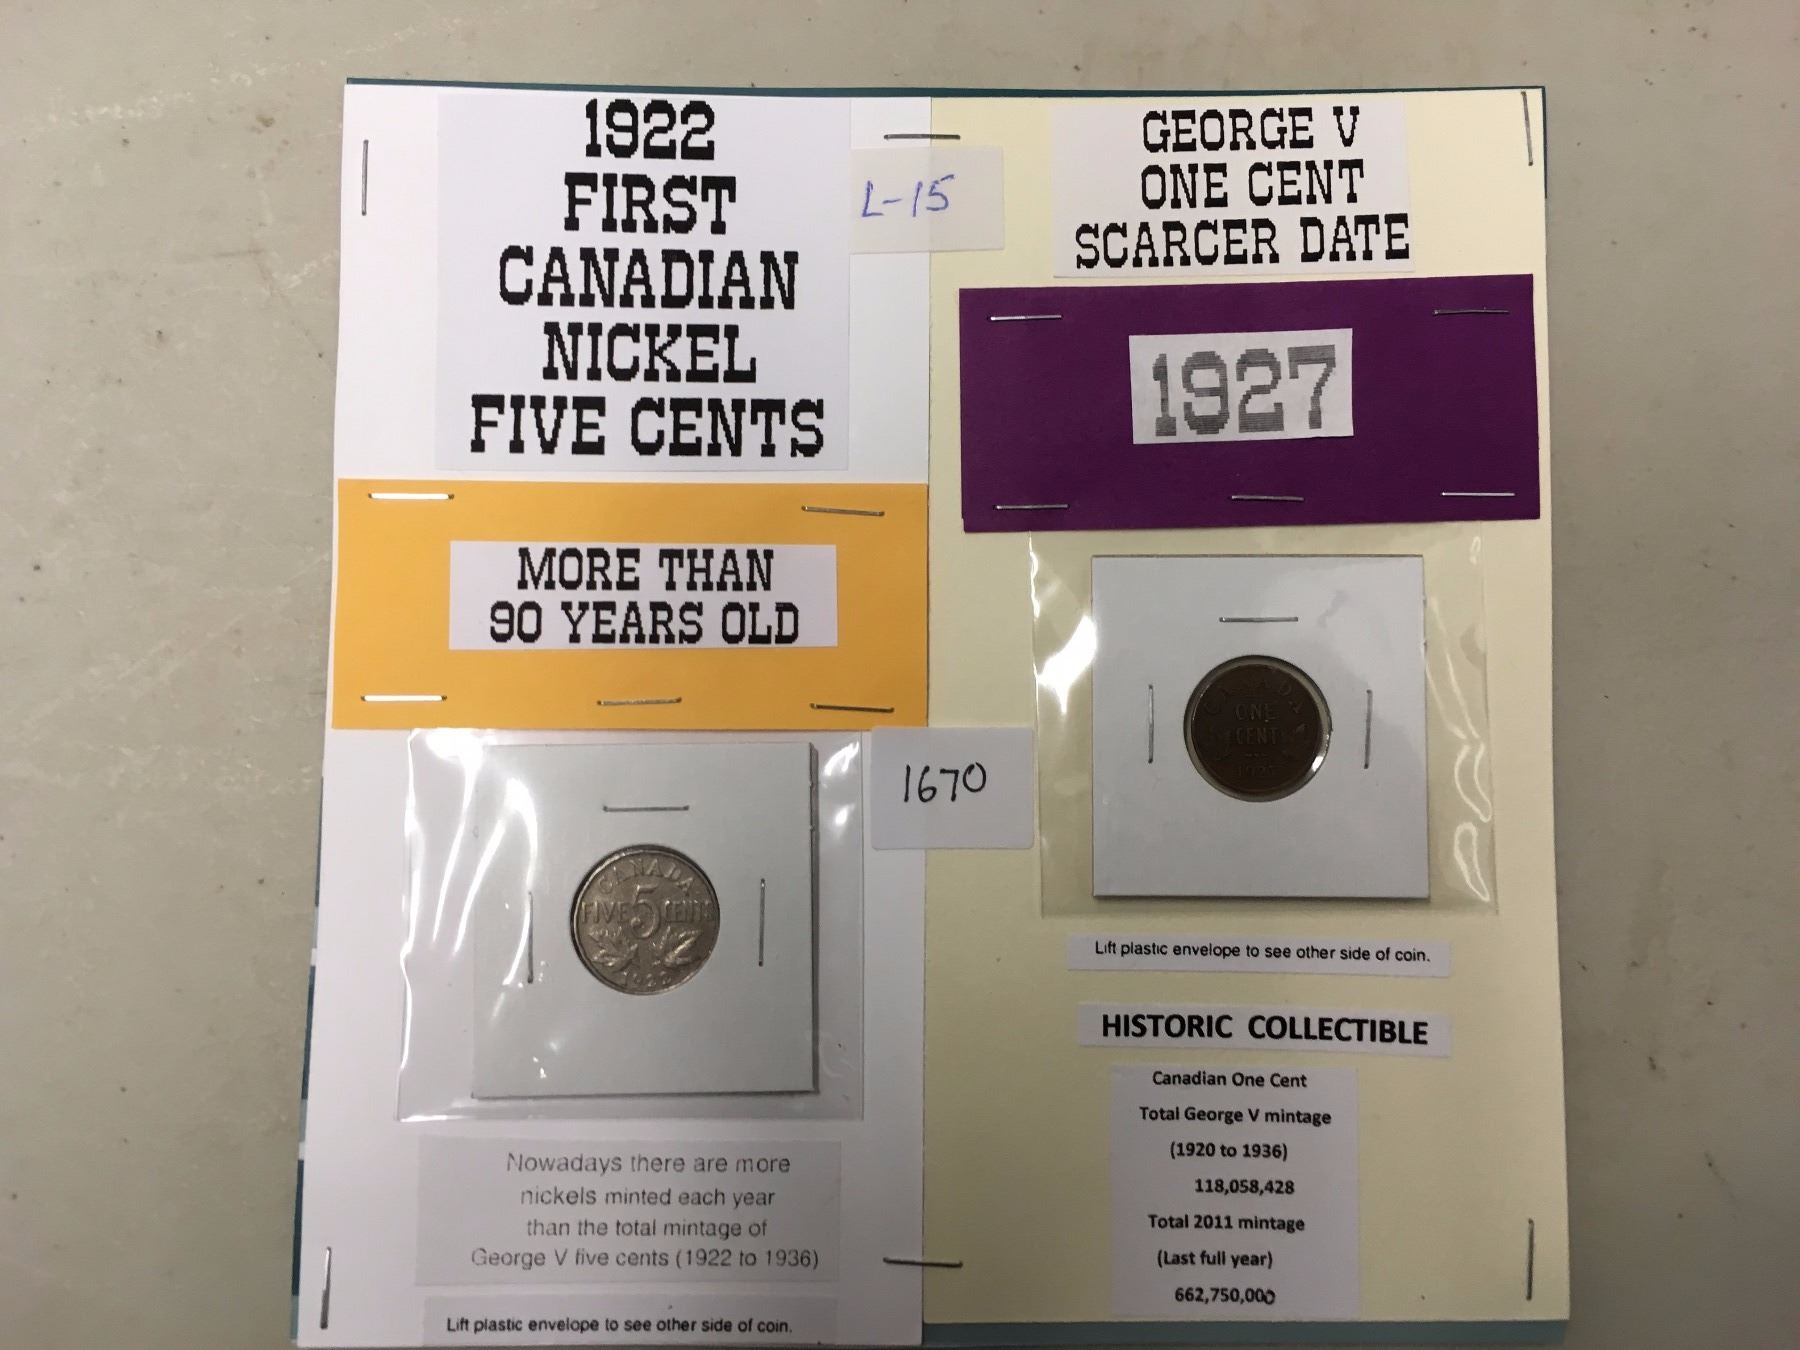 1922
FIRST
CANADIAN
NICKEL
FIVE CENTS
MORE THAN
90 YEARS OLD
CANADA
FIVE 5 CENTS
1922
Nowadays there are more
nickels minted each year
than the total mintage of
George V five cents (1922 to 1936)
Lift plastic envelope to see other side of coin.
L-15
1670
GEORGE V
ONE CENT
SCARCER DATE
1927
CANADA
ONE
CENT
1927
Lift plastic envelope to see other side of coin.
HISTORIC COLLECTIBLE
Canadian One Cent
Total George V mintage
(1920 to 1936)
118,058,428
Total 2011 mintage
(Last full year)
662,750,000